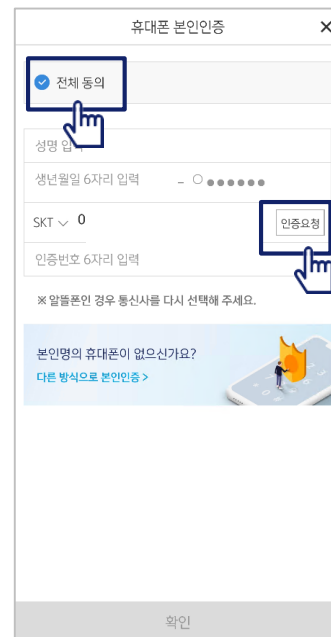 휴대폰 본인인증
전체 동의
성명 입
생년월일 6자리 입력 -
SKT 0 인증요청
인증번호 6자리 입력
※ 알뜰폰인 경우 통신사를 다시 선택해 주세요.
본인명의 휴대폰이 없으신가요?
다른 방식으로 본인인증 >
확인